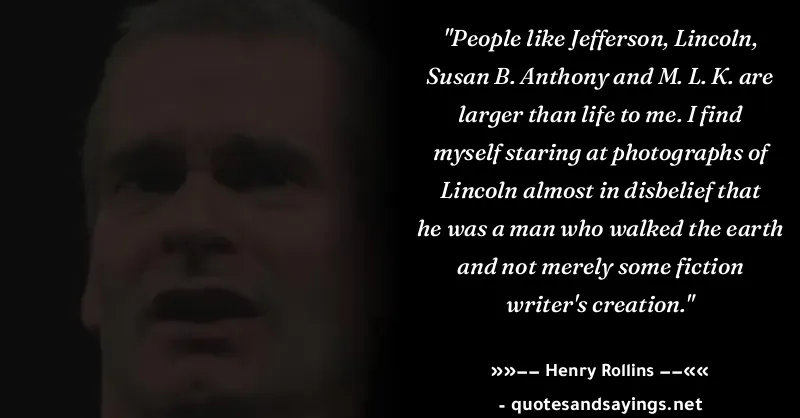 "People like Jefferson, Lincoln,
Susan B. Anthony and M. L. K. are
larger than life to me. I find
myself staring at photographs of
Lincoln almost in disbelief that
he was a man who walked the earth
and not merely some fiction
writer's creation."
»»−− Henry Rollins −−««
- quotesandsayings.net